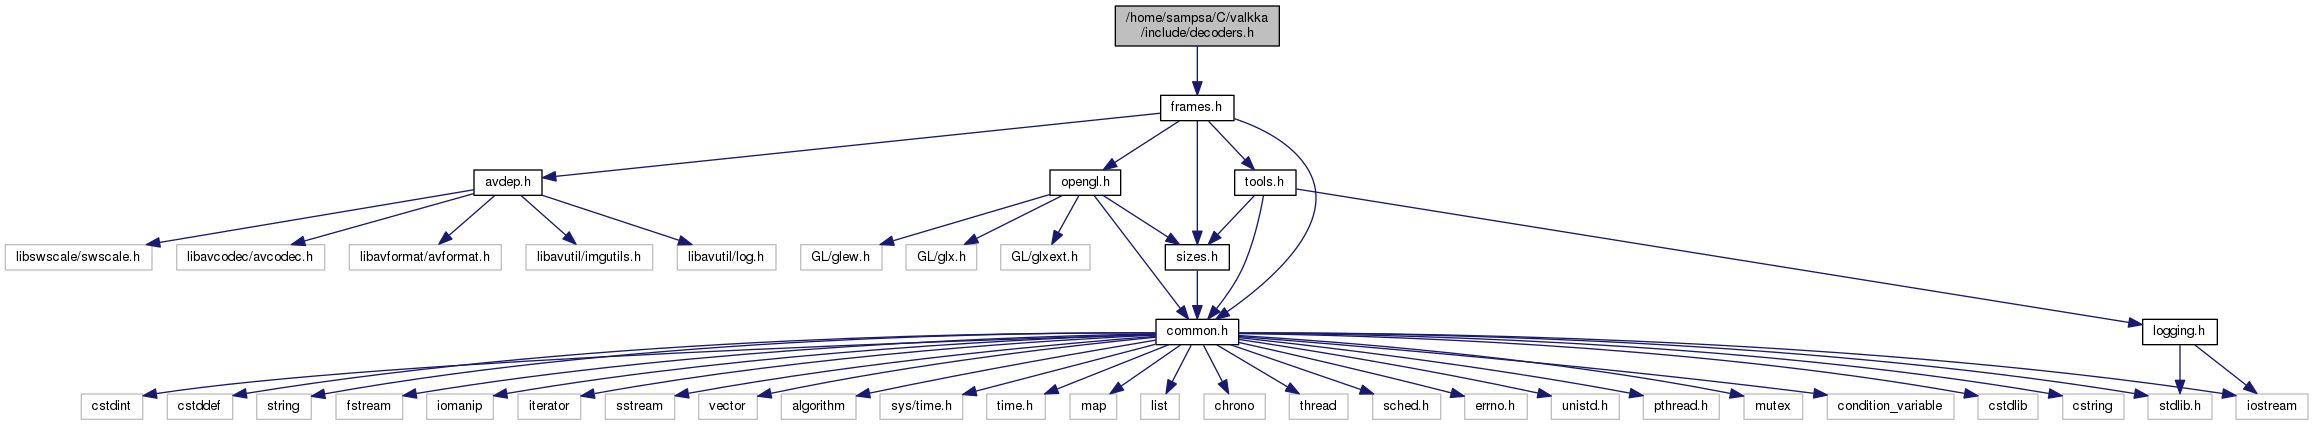 /home/sampsa/C/valkka
/include/decoders.h
frames.h
avdep.h
opengl.h
tools.h
libswscale/swscale.h
libavcodec/avcodec.h
libavformat/avformat.h
libavutil/imgutils.h
libavutil/log.h
GL/glew.h
GL/glx.h
GL/glxext.h
sizes.h
common.h
logging.h
cstdint
cstddef
string
fstream
iomanip
iterator
sstream
vector
algorithm
sys/time.h
time.h
map
list
chrono
thread
sched.h
errno.h
unistd.h
pthread.h
mutex
condition_variable
cstdlib
cstring
stdlib.h
iostream